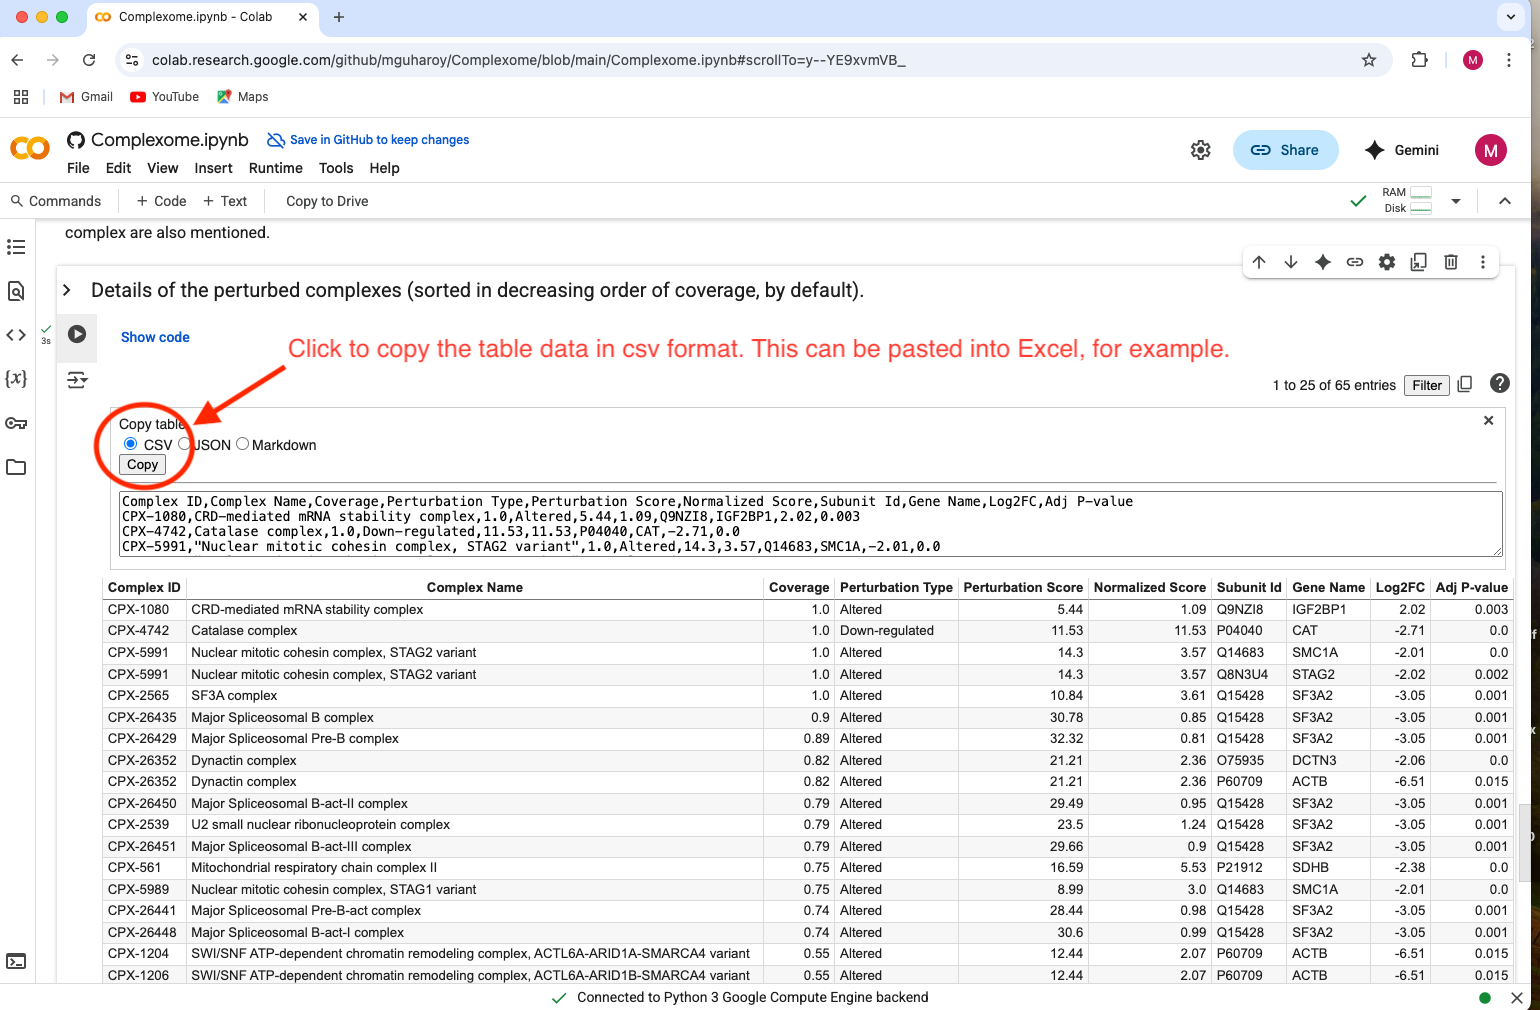 Complexome.ipynb - Colab
colab.research.google.com/github/mguharoy/Complexome/blob/main/Complexome.ipynb#scrollTo=y--YE9xvmVB_
M
Gmail YouTube Maps
Complexome.ipynb Save in GitHub to keep changes
File Edit View Insert Runtime Tools Help
Share Gemini M
Commands + Code + Text Copy to Drive
RAM
Disk
complex are also mentioned.
Details of the perturbed complexes (sorted in decreasing order of coverage, by default).
3s
Show code
Click to copy the table data in csv format. This can be pasted into Excel, for example.
1 to 25 of 65 entries Filter
Copy table
CSV JSON Markdown
Copy
Complex ID,Complex Name,Coverage,Perturbation Type,Perturbation Score,Normalized Score,Subunit Id,Gene Name,Log2FC,Adj P-value
CPX-1080,CRD-mediated mRNA stability complex,1.0,Altered,5.44,1.09,Q9NZI8,IGF2BP1,2.02,0.003
CPX-4742,Catalase complex,1.0,Down-regulated,11.53,11.53,P04040,CAT,-2.71,0.0
CPX-5991,"Nuclear mitotic cohesin complex, STAG2 variant",1.0,Altered,14.3,3.57,Q14683,SMC1A,-2.01,0.0
Complex ID Complex Name Coverage Perturbation Type Perturbation Score Normalized Score Subunit Id Gene Name Log2FC Adj P-value
CPX-1080 CRD-mediated mRNA stability complex 1.0 Altered 5.44 1.09 Q9NZI8 IGF2BP1 2.02 0.003
CPX-4742 Catalase complex 1.0 Down-regulated 11.53 11.53 P04040 CAT -2.71 0.0
CPX-5991 Nuclear mitotic cohesin complex, STAG2 variant 1.0 Altered 14.3 3.57 Q14683 SMC1A -2.01 0.0
CPX-5991 Nuclear mitotic cohesin complex, STAG2 variant 1.0 Altered 14.3 3.57 Q8N3U4 STAG2 -2.02 0.002
CPX-2565 SF3A complex 1.0 Altered 10.84 3.61 Q15428 SF3A2 -3.05 0.001
CPX-26435 Major Spliceosomal B complex 0.9 Altered 30.78 0.85 Q15428 SF3A2 -3.05 0.001
CPX-26429 Major Spliceosomal Pre-B complex 0.89 Altered 32.32 0.81 Q15428 SF3A2 -3.05 0.001
CPX-26352 Dynactin complex 0.82 Altered 21.21 2.36 O75935 DCTN3 -2.06 0.0
CPX-26352 Dynactin complex 0.82 Altered 21.21 2.36 P60709 ACTB -6.51 0.015
CPX-26450 Major Spliceosomal B-act-II complex 0.79 Altered 29.49 0.95 Q15428 SF3A2 -3.05 0.001
CPX-2539 U2 small nuclear ribonucleoprotein complex 0.79 Altered 23.5 1.24 Q15428 SF3A2 -3.05 0.001
CPX-26451 Major Spliceosomal B-act-III complex 0.79 Altered 29.66 0.9 Q15428 SF3A2 -3.05 0.001
CPX-561 Mitochondrial respiratory chain complex II 0.75 Altered 16.59 5.53 P21912 SDHB -2.38 0.0
CPX-5989 Nuclear mitotic cohesin complex, STAG1 variant 0.75 Altered 8.99 3.0 Q14683 SMC1A -2.01 0.0
CPX-26441 Major Spliceosomal Pre-B-act complex 0.74 Altered 28.44 0.98 Q15428 SF3A2 -3.05 0.001
CPX-26448 Major Spliceosomal B-act-I complex 0.74 Altered 30.6 0.99 Q15428 SF3A2 -3.05 0.001
CPX-1204 SWI/SNF ATP-dependent chromatin remodeling complex, ACTL6A-ARID1A-SMARCA4 variant 0.55 Altered 12.44 2.07 P60709 ACTB -6.51 0.015
CPX-1206 SWI/SNF ATP-dependent chromatin remodeling complex, ACTL6A-ARID1B-SMARCA4 variant 0.55 Altered 12.44 2.07 P60709 ACTB -6.51 0.015
Connected to Python 3 Google Compute Engine backend